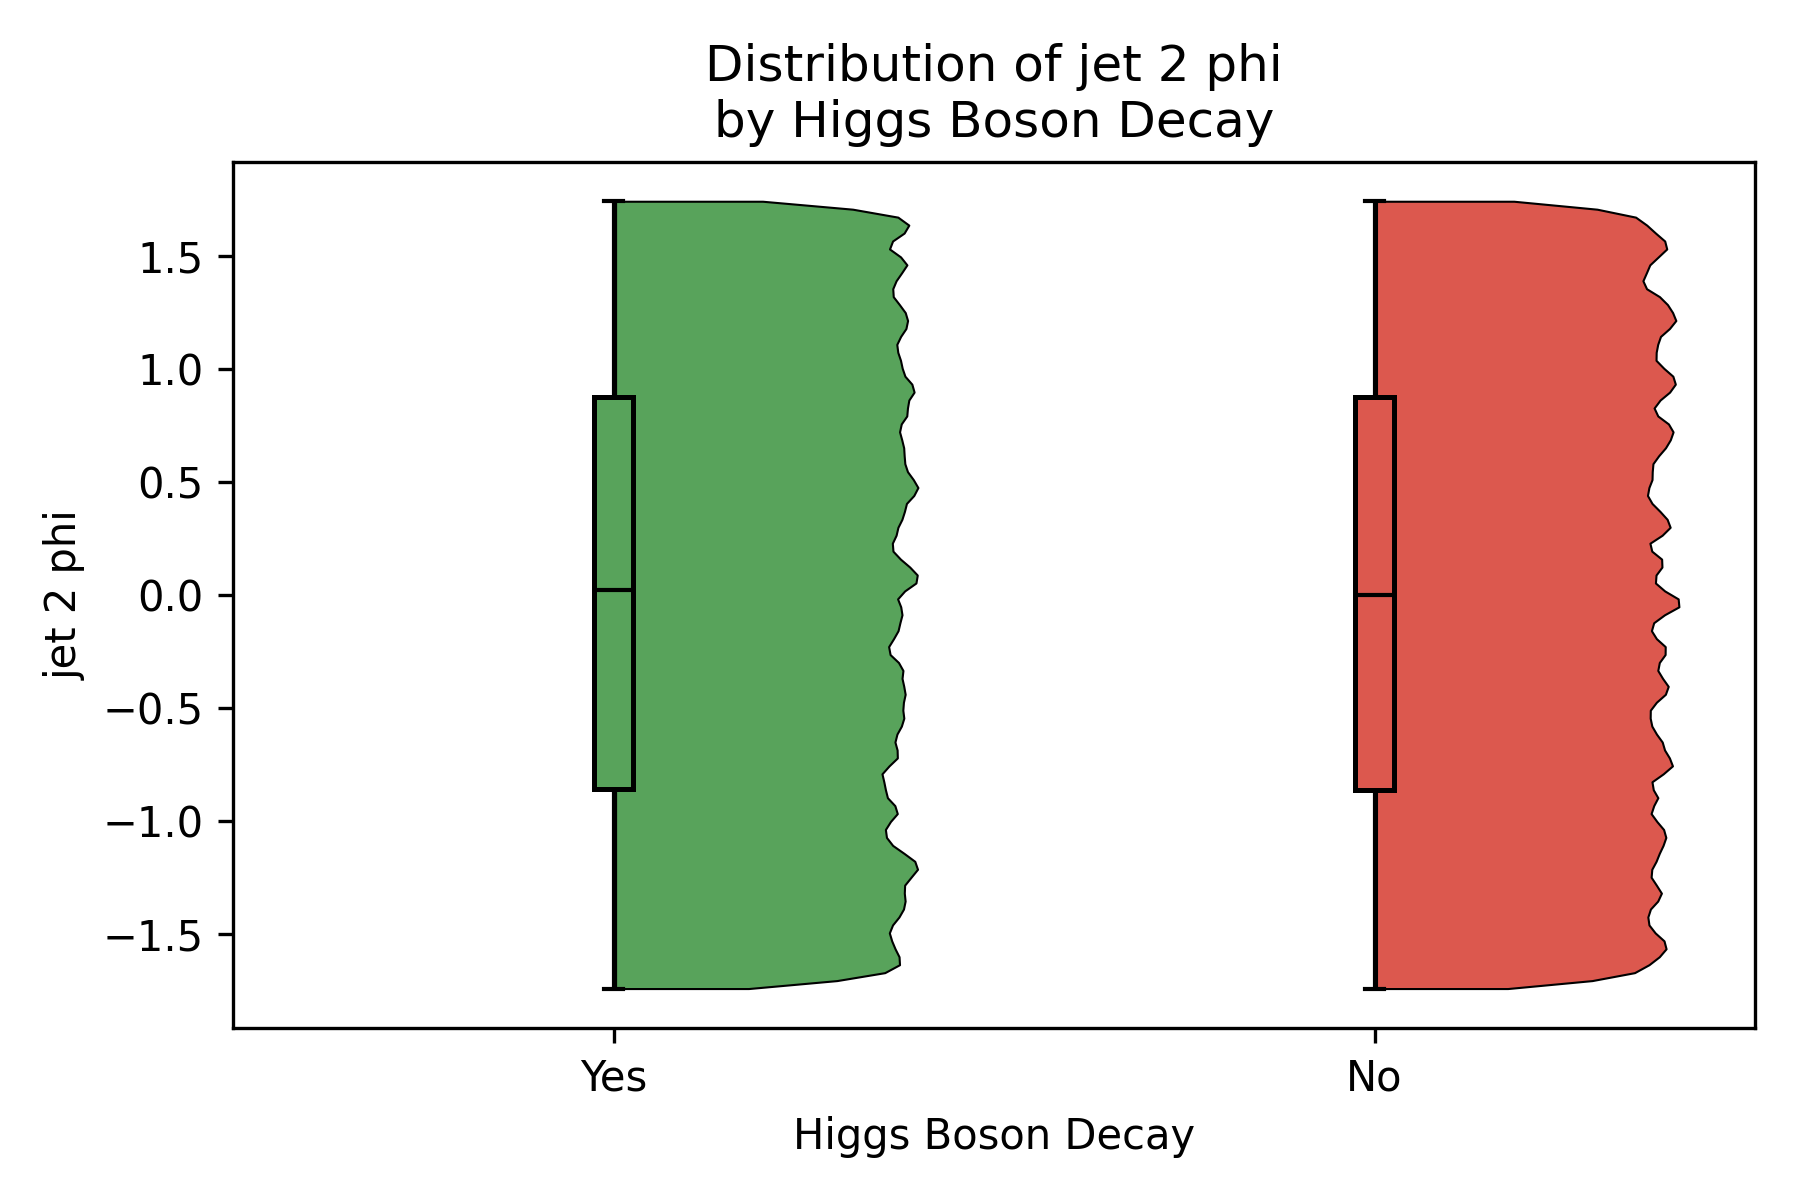 Distribution of jet 2 phi
by Higgs Boson Decay
jet 2 phi
1.5
1.0
0.5
0.0
−0.5
−1.0
−1.5
Yes
No
Higgs Boson Decay